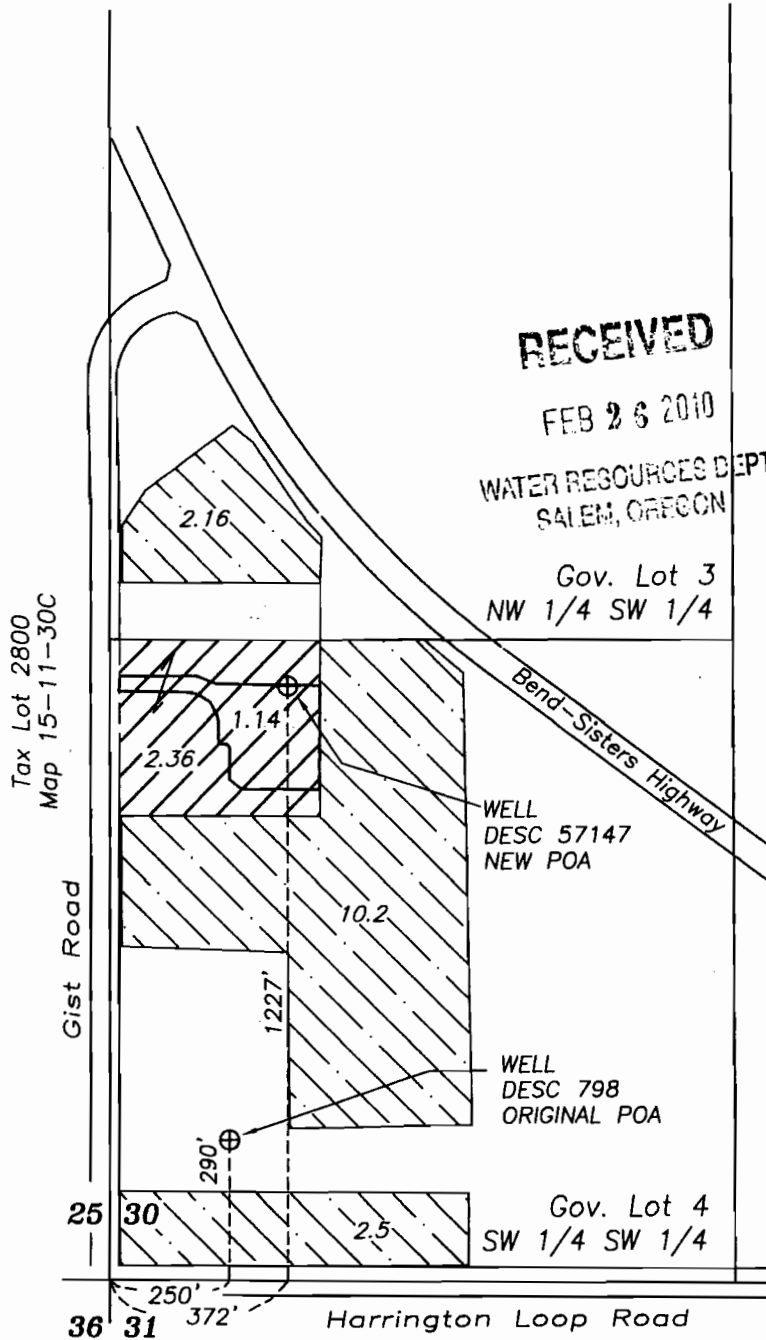 RECEIVED
FEB 26 2010
WATER RESOURCES DEPT
SALEM, OREGON
2.16
Gov. Lot 3
NW 1/4 SW 1/4
Tax Lot 2800
Map 15-11-30C
Bend-Sisters Highway
1.14
2.36
WELL
DESC 57147
NEW POA
10.2
Gist Road
1227'
WELL
DESC 798
ORIGINAL POA
290'
25 30
Gov. Lot 4
SW 1/4 SW 1/4
2.5
250'
372'
Harrington Loop Road
36 31